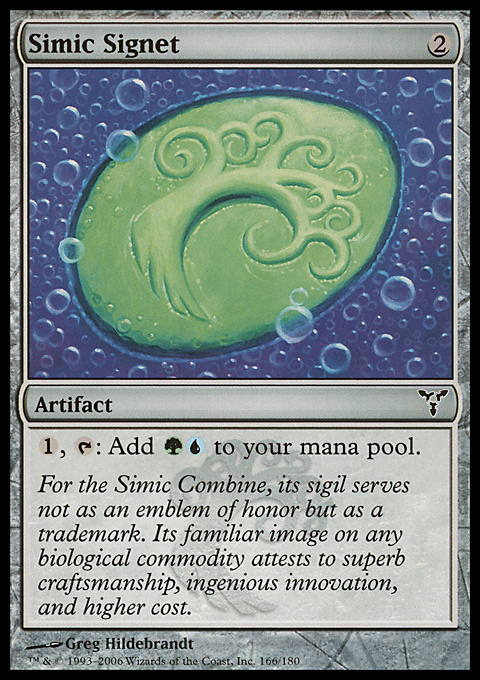 Simic Signet 2
Artifact
1, : Add to your mana pool.
For the Simic Combine, its sigil serves
not as an emblem of honor but as a
trademark. Its familiar image on any
biological commodity attests to superb
craftsmanship, ingenious innovation,
and higher cost.
Greg Hildebrandt
™ & © 1993–2006 Wizards of the Coast, Inc. 166/180